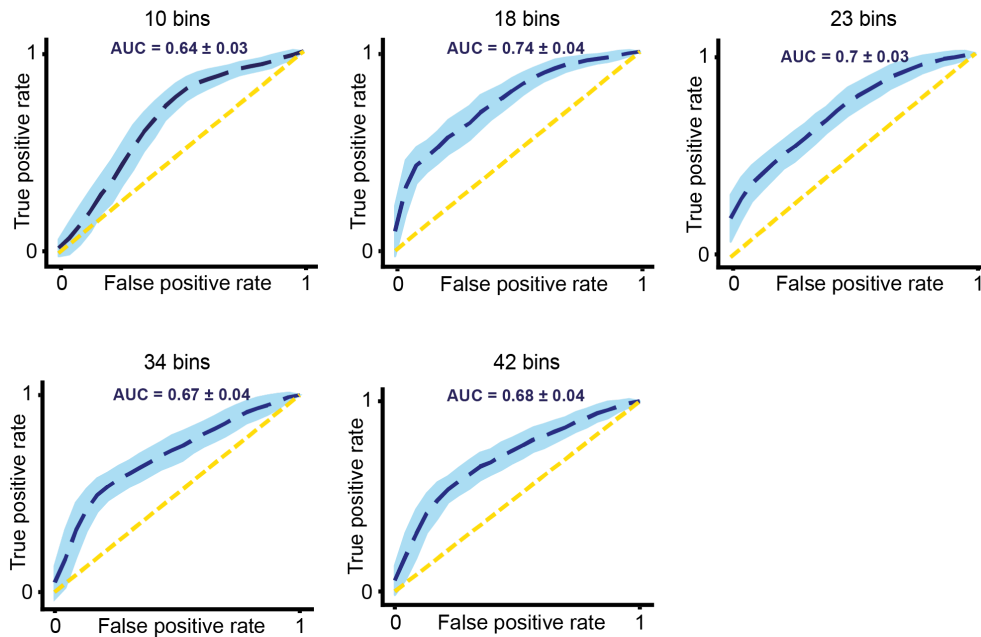 10 bins
AUC = 0.64 ± 0.03
1
True positive rate
0
0 False positive rate 1
18 bins
AUC = 0.74 ± 0.04
1
True positive rate
0
0 False positive rate 1
23 bins
AUC = 0.7 ± 0.03
1
True positive rate
0
0 False positive rate 1
34 bins
AUC = 0.67 ± 0.04
1
True positive rate
0
0 False positive rate 1
42 bins
AUC = 0.68 ± 0.04
1
True positive rate
0
0 False positive rate 1